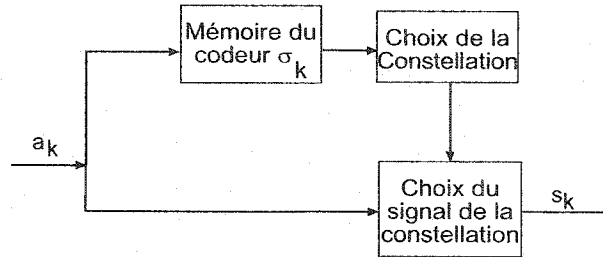 Mémoire du
codeur σk
Choix de la
Constellation
ak
Choix du
signal de la
constellation
sk